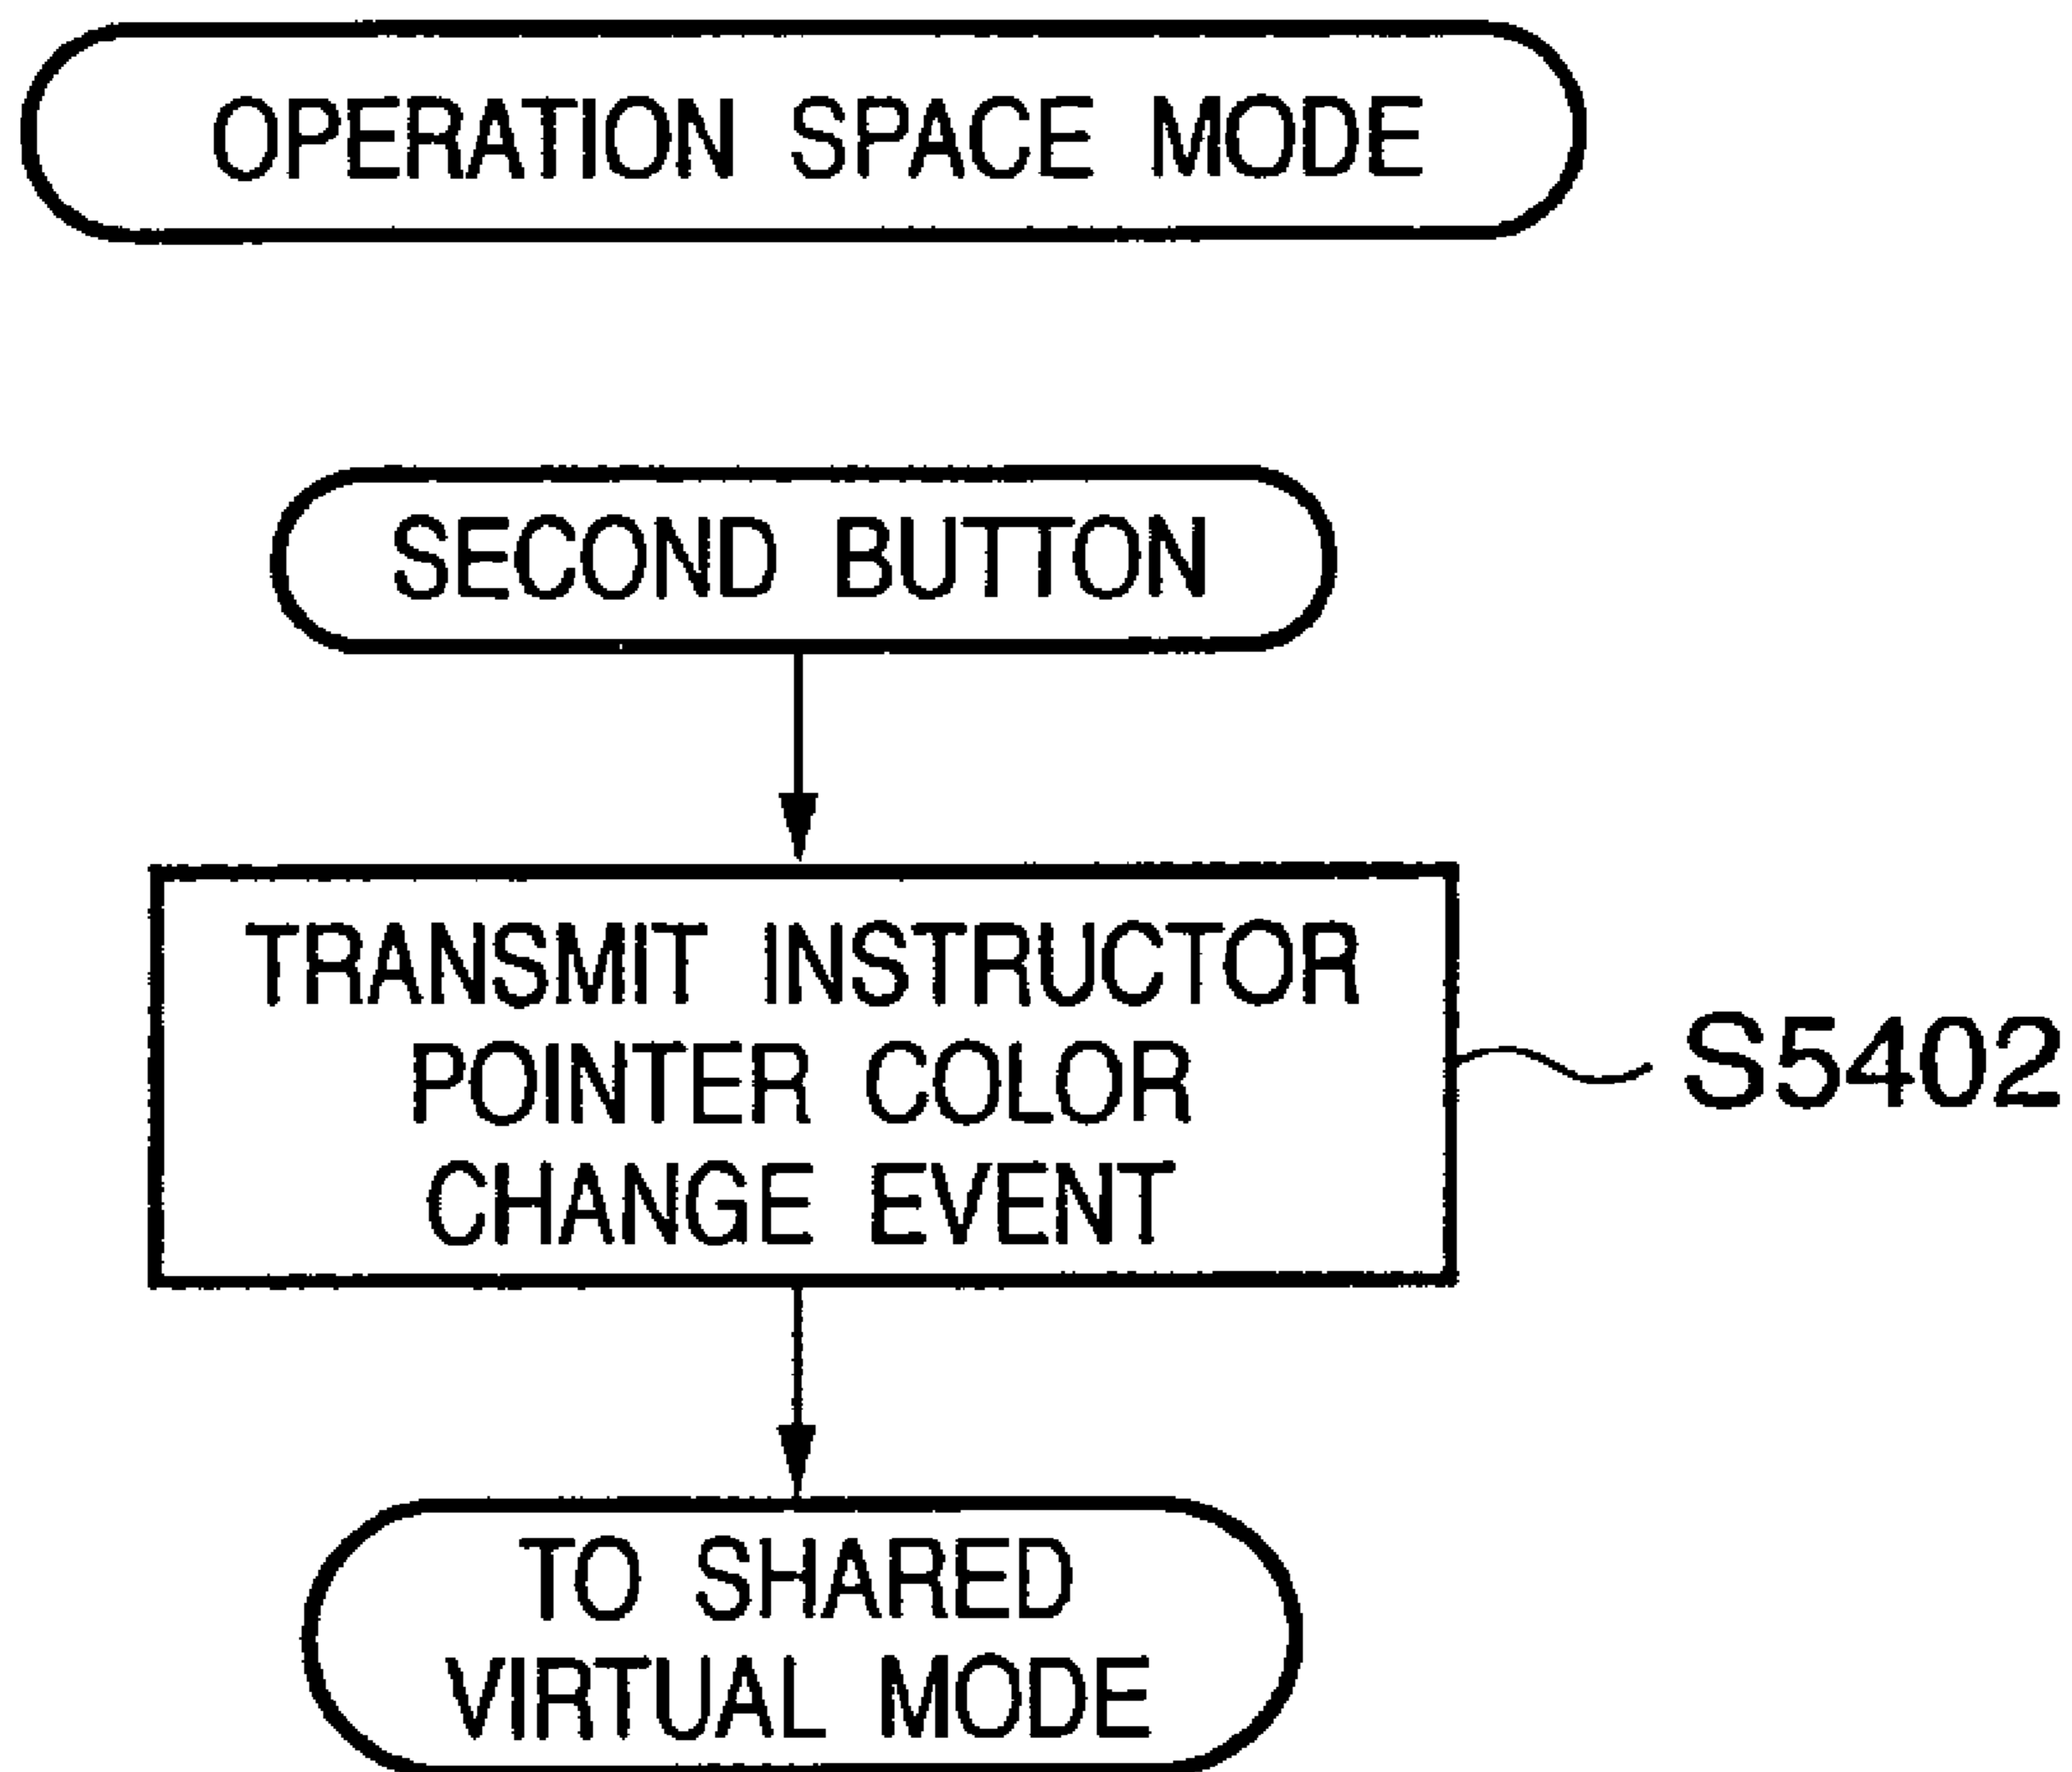 OPERATION SPACE MODE
SECOND BUTTON
TRANSMIT INSTRUCTOR
POINTER COLOR
CHANGE EVENT
S5402
TO SHARED
VIRTUAL MODE